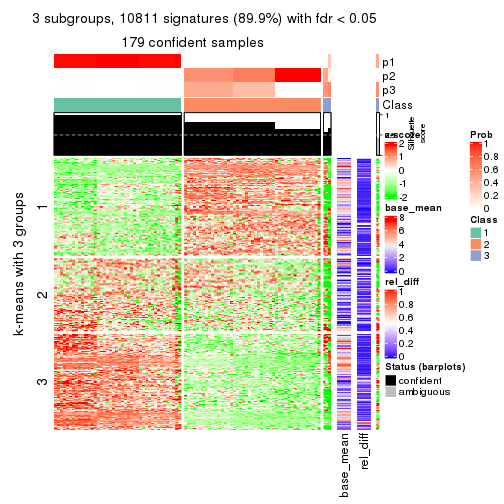 3 subgroups, 10811 signatures (89.9%) with fdr < 0.05
179 confident samples
p1
p2
p3
Class
1
Silhouette
score
k-means with 3 groups
1
2
3
base_mean
rel_diff
z-score
2
1
0
-1
-2
base_mean
8
6
4
2
0
rel_diff
1
0.8
0.6
0.4
0.2
0
Status (barplots)
confident
ambiguous
Prob
1
0.8
0.6
0.4
0.2
0
Class
1
2
3